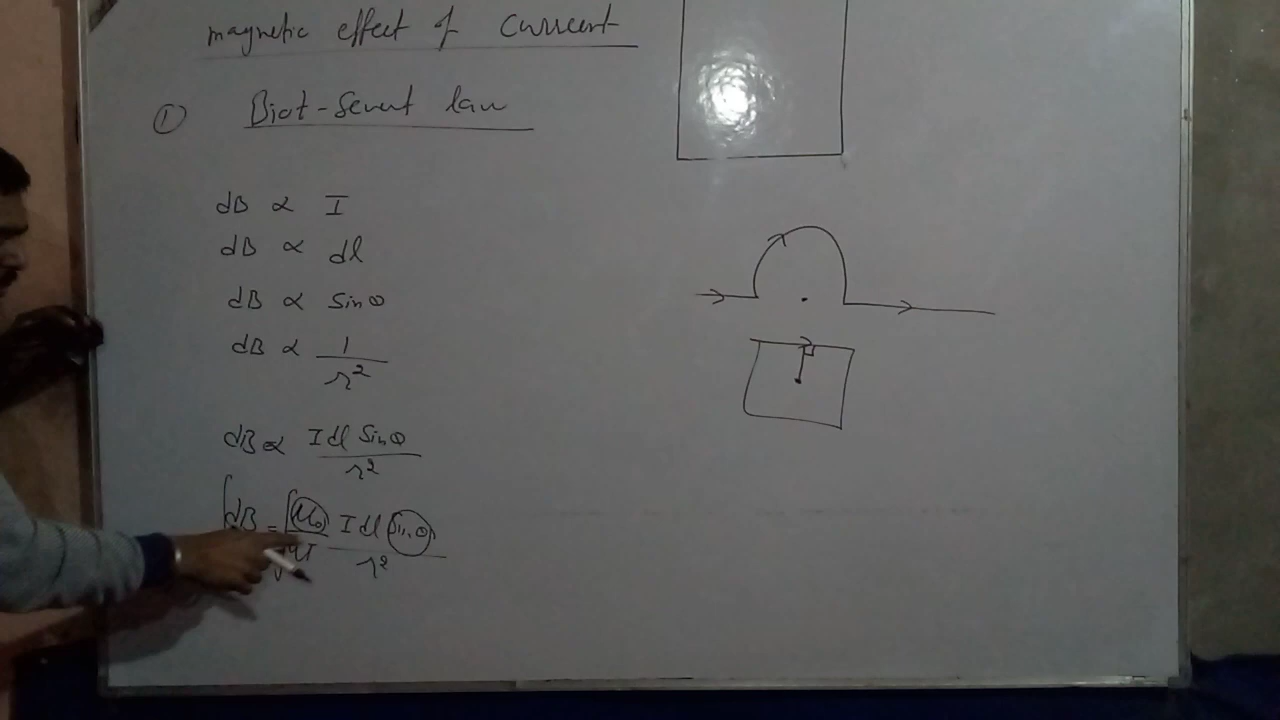 magnetic effect of current
① Biot-Sevut law
dB ∝ I
dB ∝ dl
dB ∝ Sinθ
dB ∝ 1/r²
dB ∝ I dl Sinθ/r²
∫dB = ∫μ₀/4π I dl Sinθ/r²